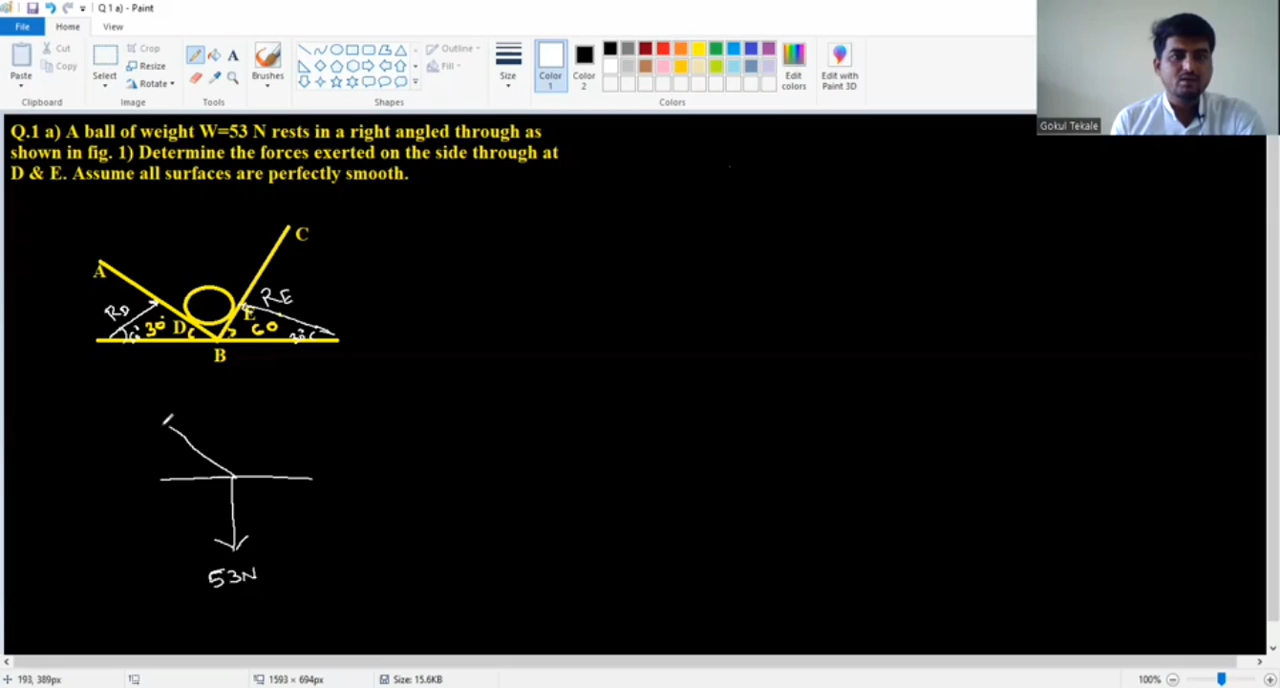 Q 1 a) - Paint
File Home View
Paste
Cut
Copy
Clipboard
Select
Crop
Resize
Rotate
Image
A
Tools
Brushes
Shapes
Outline
Fill
Size
Color 1
Color 2
Colors
Edit colors
Edit with Paint 3D
Gokul Tekale
Q.1 a) A ball of weight W=53 N rests in a right angled through as
shown in fig. 1) Determine the forces exerted on the side through at
D & E. Assume all surfaces are perfectly smooth.
C
A
RD
RE
E
30° D
60
30°
B
53N
193, 389px
1593 × 694px
Size: 15.6KB
100%